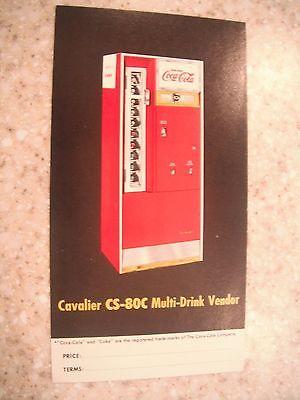 Coca-Cola
Cavalier CS-80C Multi-Drink Vendor
"Coca-Cola" and "Coke" are the registered trade-marks of The Coca-Cola Company.
PRICE:
TERMS: